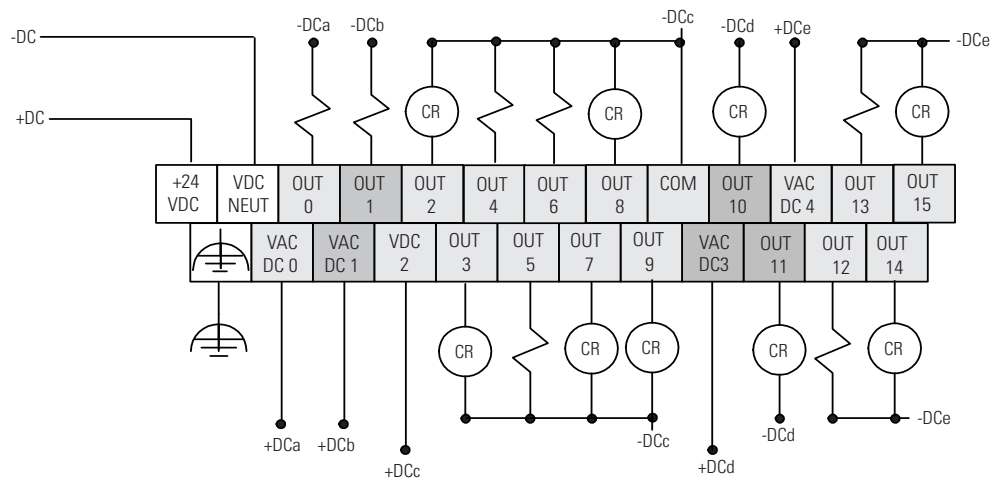 -DCa
-DCb
-DCc
-DCd
+DCe
-DC
-DCe
CR
CR
CR
CR
+DC
+24 VDC
VDC NEUT
OUT 0
OUT 1
OUT 2
OUT 4
OUT 6
OUT 8
COM
OUT 10
VAC DC 4
OUT 13
OUT 15
VAC DC 0
VAC DC 1
VDC 2
OUT 3
OUT 5
OUT 7
OUT 9
VAC DC3
OUT 11
OUT 12
OUT 14
CR
CR
CR
CR
CR
+DCa
+DCb
-DCc
-DCd
-DCe
+DCc
+DCd